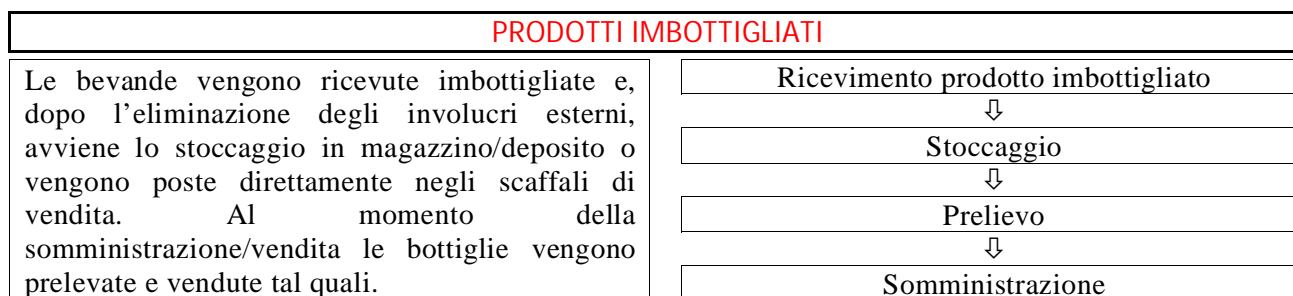 PRODOTTI IMBOTTIGLIATI
Le bevande vengono ricevute imbottigliate e,
dopo l'eliminazione degli involucri esterni,
avviene lo stoccaggio in magazzino/deposito o
vengono poste direttamente negli scaffali di
vendita. Al momento della
somministrazione/vendita le bottiglie vengono
prelevate e vendute tal quali.
Ricevimento prodotto imbottigliato
⇩
Stoccaggio
⇩
Prelievo
⇩
Somministrazione